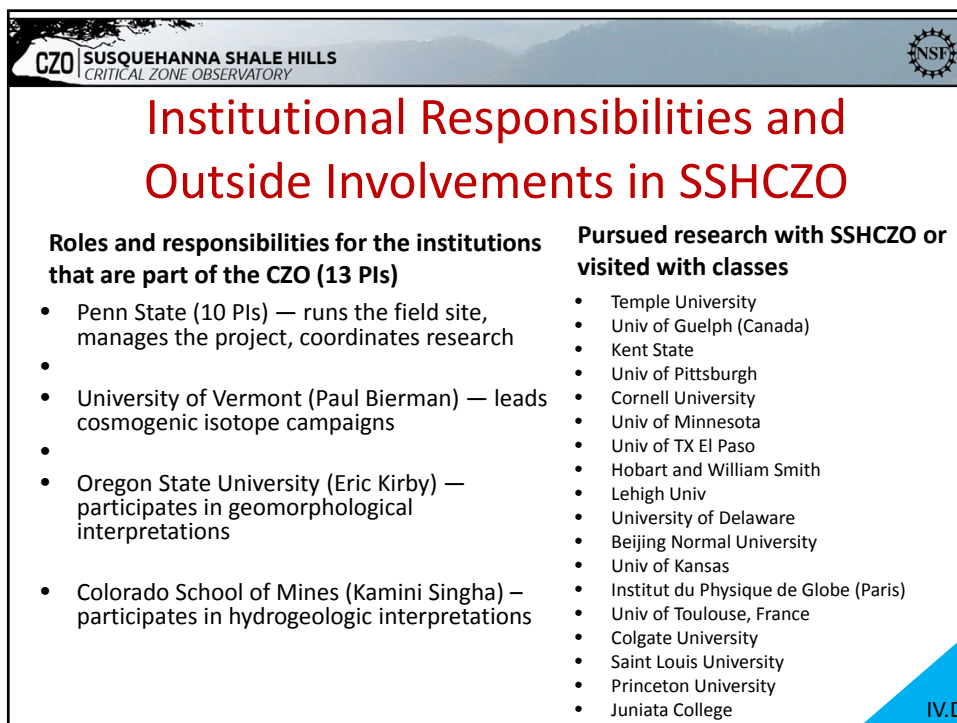 CZO SUSQUEHANNA SHALE HILLS
CRITICAL ZONE OBSERVATORY
NSF
Institutional Responsibilities and
Outside Involvements in SSHCZO
Roles and responsibilities for the institutions
that are part of the CZO (13 PIs)
• Penn State (10 PIs) — runs the field site,
manages the project, coordinates research
•
• University of Vermont (Paul Bierman) — leads
cosmogenic isotope campaigns
•
• Oregon State University (Eric Kirby) —
participates in geomorphological
interpretations
• Colorado School of Mines (Kamini Singha) –
participates in hydrogeologic interpretations
Pursued research with SSHCZO or
visited with classes
• Temple University
• Univ of Guelph (Canada)
• Kent State
• Univ of Pittsburgh
• Cornell University
• Univ of Minnesota
• Univ of TX El Paso
• Hobart and William Smith
• Lehigh Univ
• University of Delaware
• Beijing Normal University
• Univ of Kansas
• Institut du Physique de Globe (Paris)
• Univ of Toulouse, France
• Colgate University
• Saint Louis University
• Princeton University
• Juniata College
IV.D